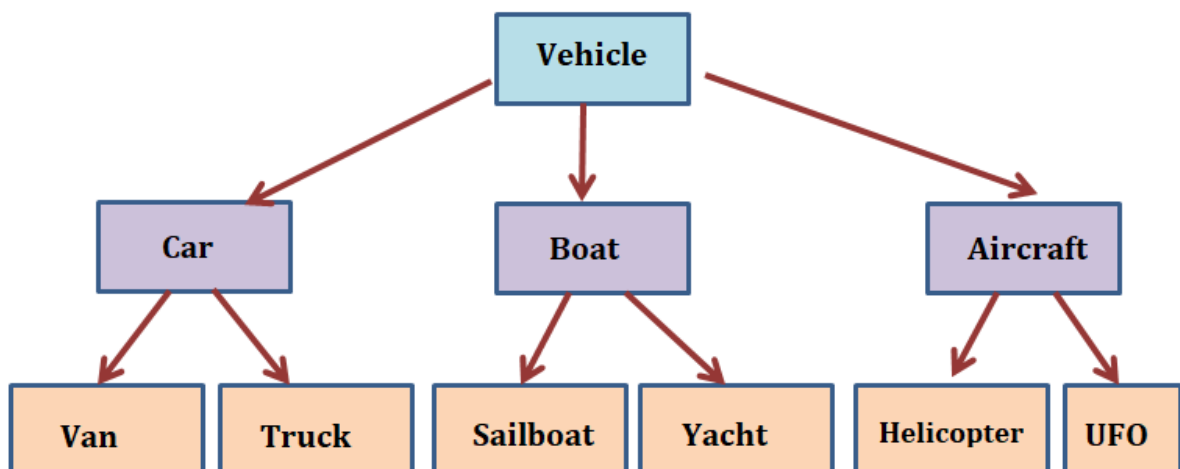 Vehicle
Car
Boat
Aircraft
Van
Truck
Sailboat
Yacht
Helicopter
UFO